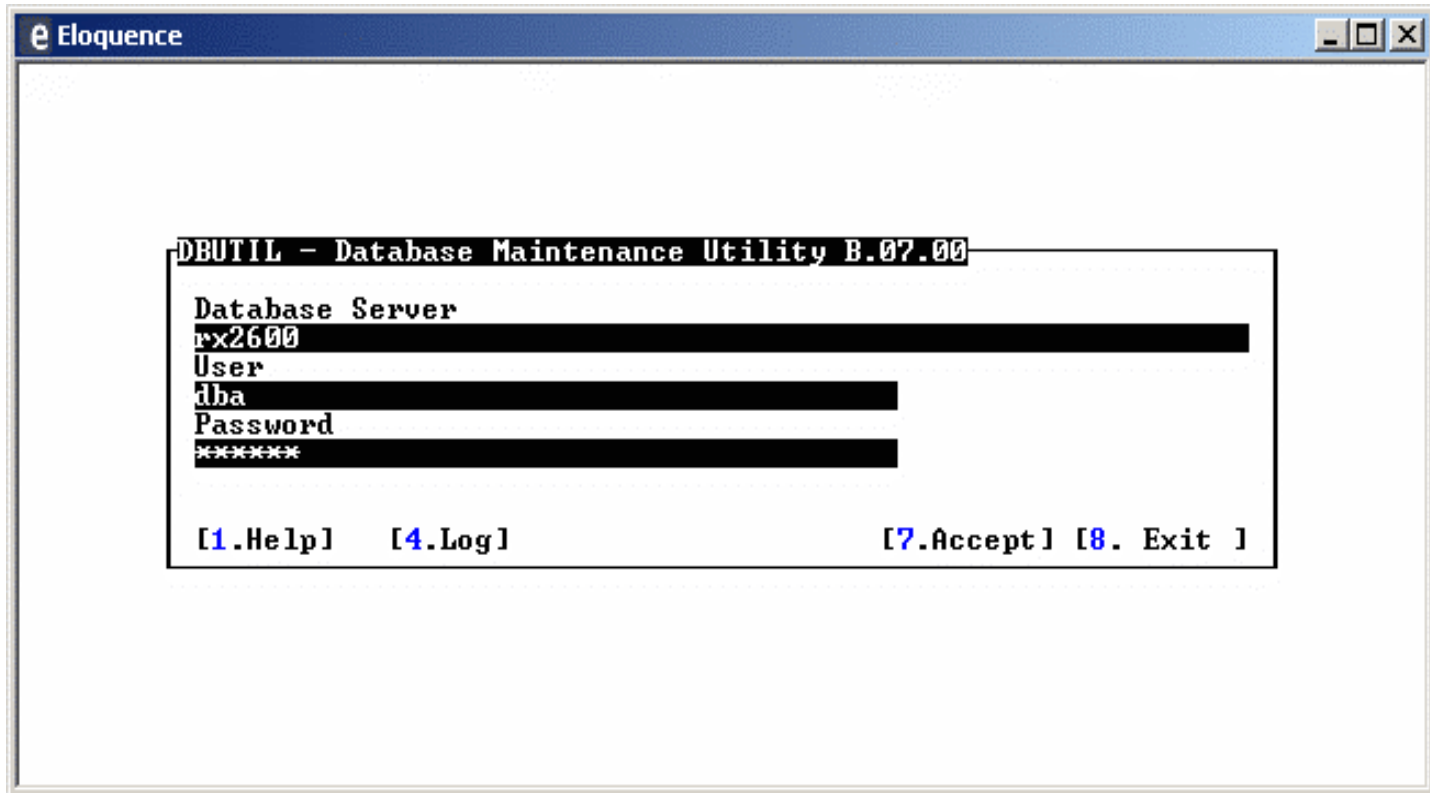 e Eloquence
DBUTIL - Database Maintenance Utility B.07.00
Database Server
rx2600
User
dba
Password
******
[1.Help] [4.Log] [7.Accept] [8. Exit ]